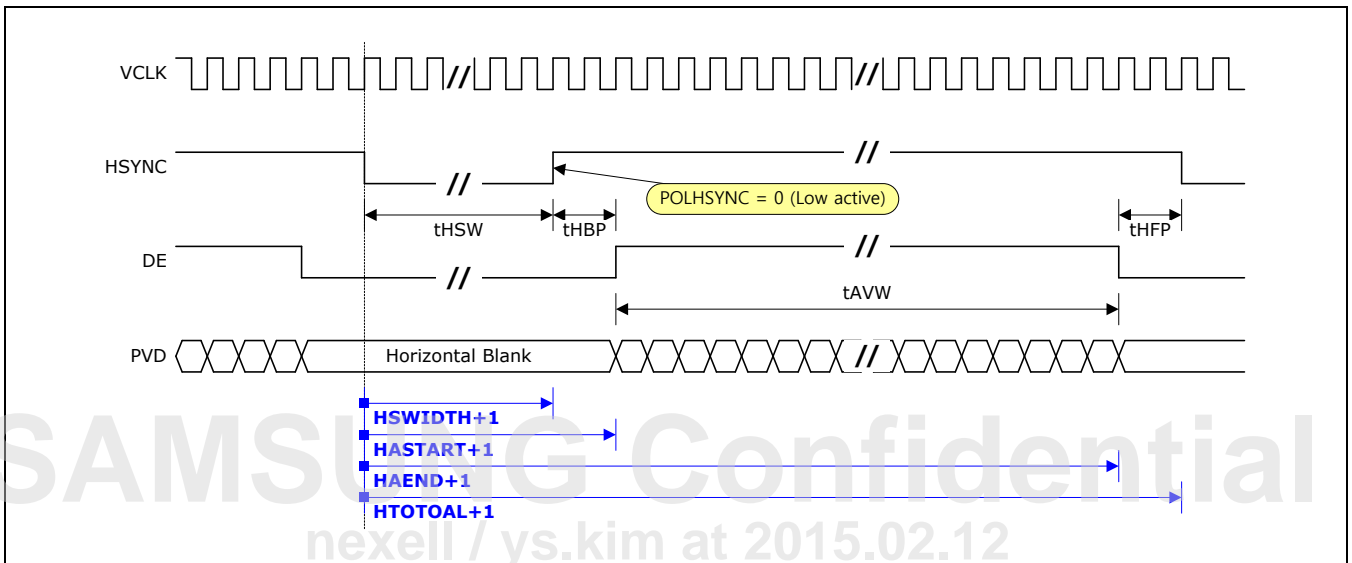 VCLK
//
//
HSYNC
//
//
POLHSYNC = 0 (Low active)
tHSW
tHBP
tHFP
DE
//
//
tAVW
PVD
Horizontal Blank
//
HSWIDTH+1
HASTART+1
HAEND+1
HTOTOAL+1
SAMSUNG Confidential
nexell / ys.kim at 2015.02.12